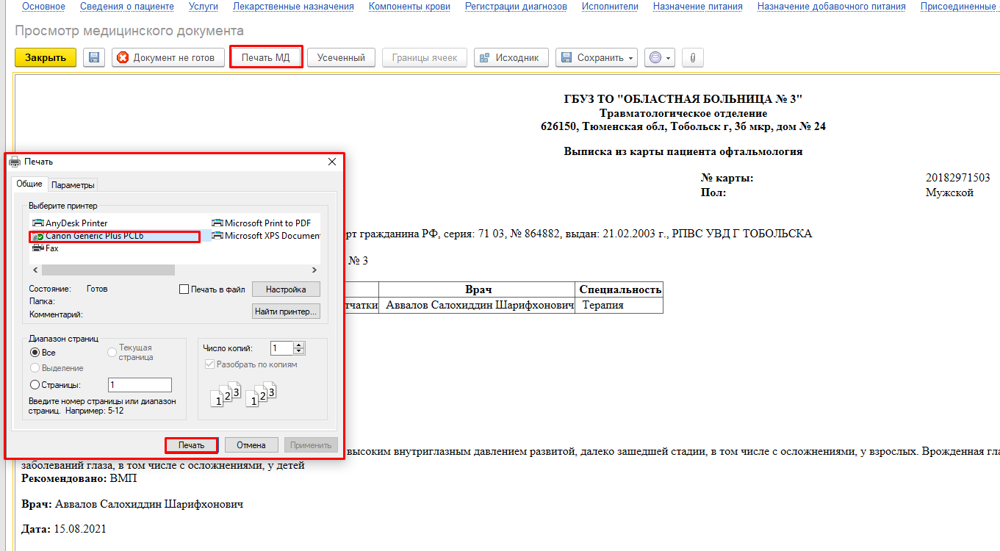 Основное Сведения о пациенте Услуги Лекарственные назначения Компоненты крови Регистрации диагнозов Исполнители Назначение питания Назначение добавочного питания Присоединенные
Просмотр медицинского документа
Закрыть Документ не готов Печать МД Усеченный Границы ячеек Исходник Сохранить
ГБУЗ ТО "ОБЛАСТНАЯ БОЛЬНИЦА № 3"
Травматологическое отделение
626150, Тюменская обл, Тобольск г, 3б мкр, дом № 24
Выписка из карты пациента офтальмология
№ карты: 20182971503
Пол: Мужской
рт гражданина РФ, серия: 71 03, № 864882, выдан: 21.02.2003 г., РПВС УВД Г ТОБОЛЬСКА
№ 3
Врач Специальность
тчатки Аввалов Салохиддин Шарифхонович Терапия
Печать
Общие Параметры
Выберите принтер
AnyDesk Printer Microsoft Print to PDF
Canon Generic Plus PCL6 Microsoft XPS Documen
Fax
Состояние: Готов Печать в файл Настройка
Папка:
Комментарий: Найти принтер...
Диапазон страниц
Все Текущая страница
Выделение
Страницы: 1
Введите номер страницы или диапазон
страниц. Например: 5-12
Число копий: 1
Разобрать по копиям
1 2 3 1 2 3
Печать Отмена Применить
высоким внутриглазным давлением развитой, далеко зашедшей стадии, в том числе с осложнениями, у взрослых. Врожденная гла
заболеваний глаза, в том числе с осложнениями, у детей
Рекомендовано: ВМП
Врач: Аввалов Салохиддин Шарифхонович
Дата: 15.08.2021